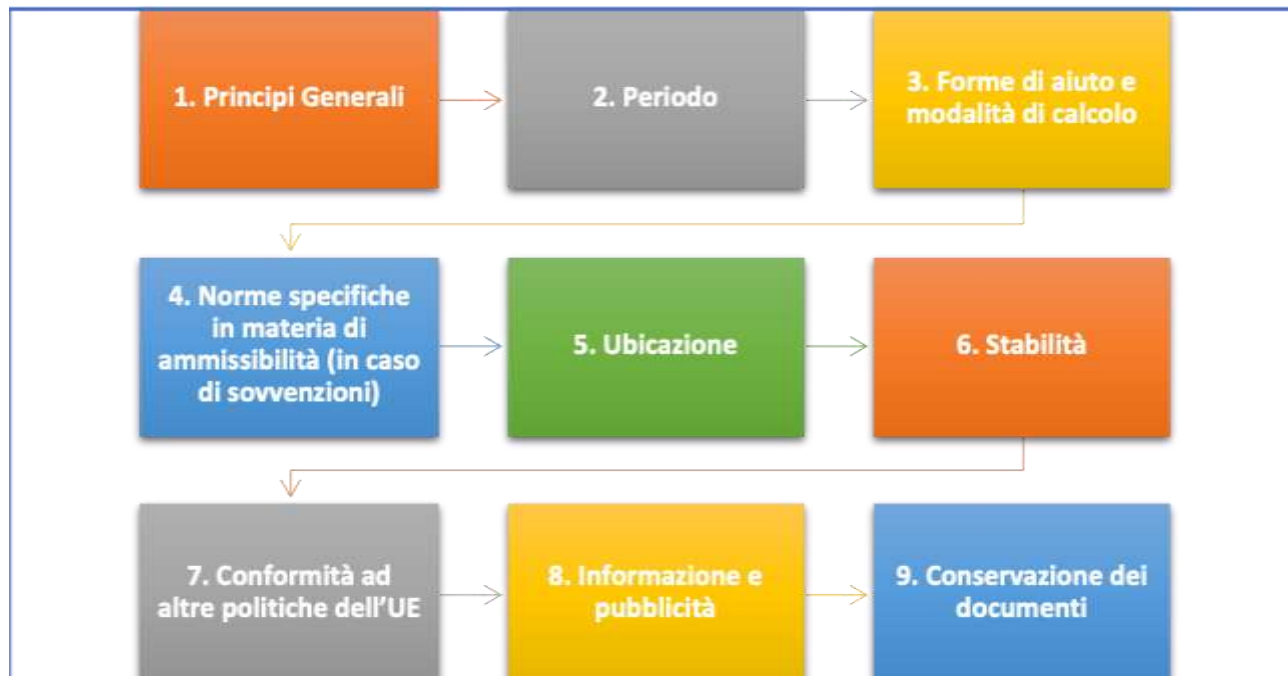 1. Principi Generali
2. Periodo
3. Forme di aiuto e
modalità di calcolo
4. Norme specifiche
in materia di
ammissibilità (in caso
di sovvenzioni)
5. Ubicazione
6. Stabilità
7. Conformità ad
altre politiche dell’UE
8. Informazione e
pubblicità
9. Conservazione dei
documenti